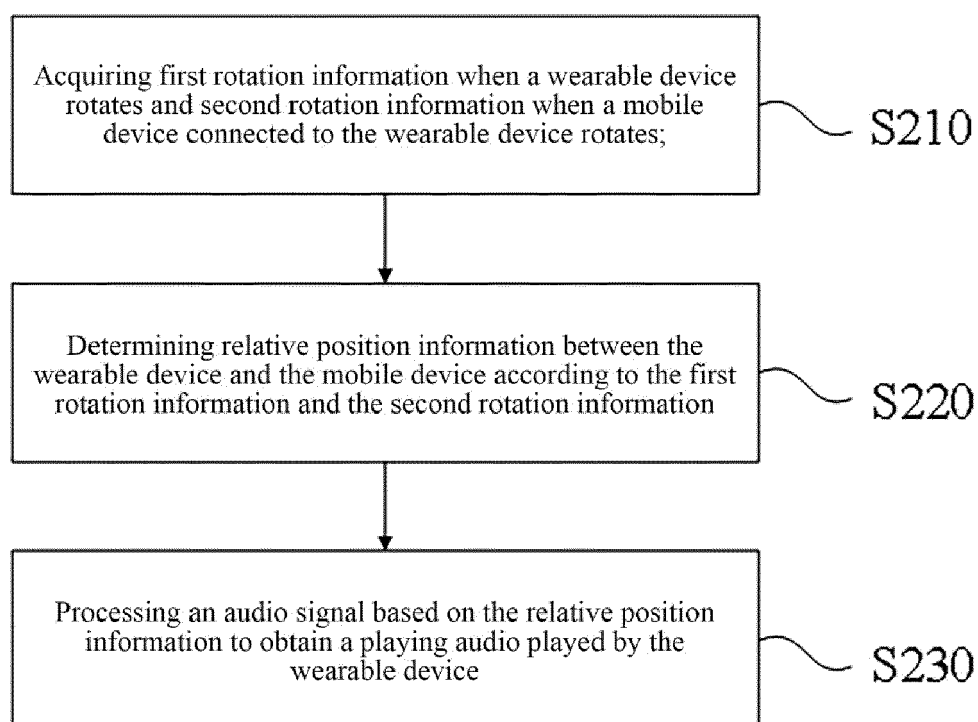 Acquiring first rotation information when a wearable device
rotates and second rotation information when a mobile
device connected to the wearable device rotates;
S210
Determining relative position information between the
wearable device and the mobile device according to the first
rotation information and the second rotation information
S220
Processing an audio signal based on the relative position
information to obtain a playing audio played by the
wearable device
S230